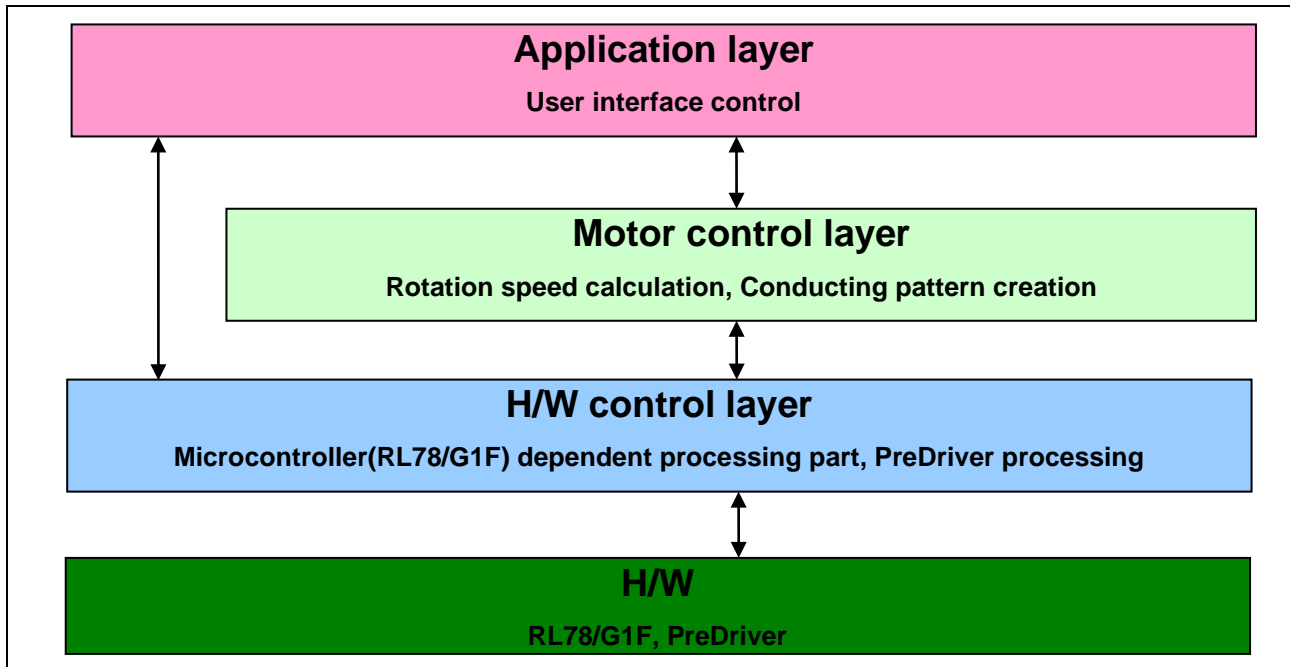 Application layer
User interface control
Motor control layer
Rotation speed calculation, Conducting pattern creation
H/W control layer
Microcontroller(RL78/G1F) dependent processing part, PreDriver processing
H/W
RL78/G1F, PreDriver